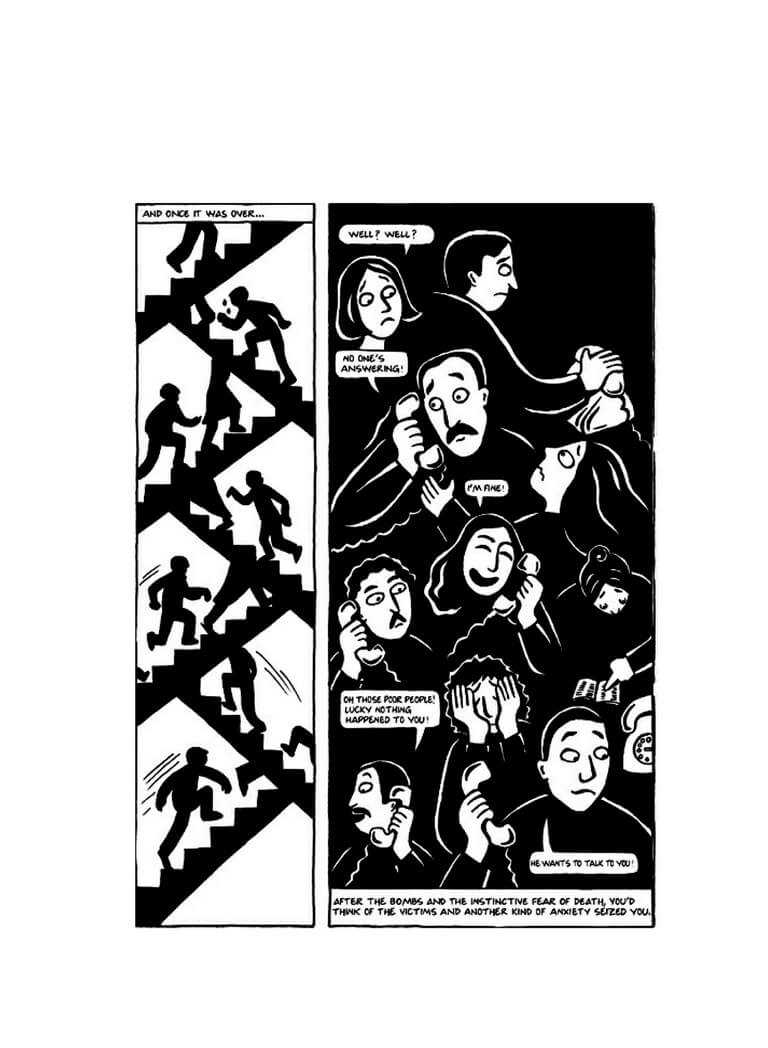 AND ONCE IT WAS OVER...
WELL? WELL?
NO ONE'S
ANSWERING!
I'M FINE!
OH THOSE POOR PEOPLE!
LUCKY NOTHING
HAPPENED TO YOU!
HE WANTS TO TALK TO YOU!
AFTER THE BOMBS AND THE INSTINCTIVE FEAR OF DEATH, YOU'D
THINK OF THE VICTIMS AND ANOTHER KIND OF ANXIETY SEIZED YOU.